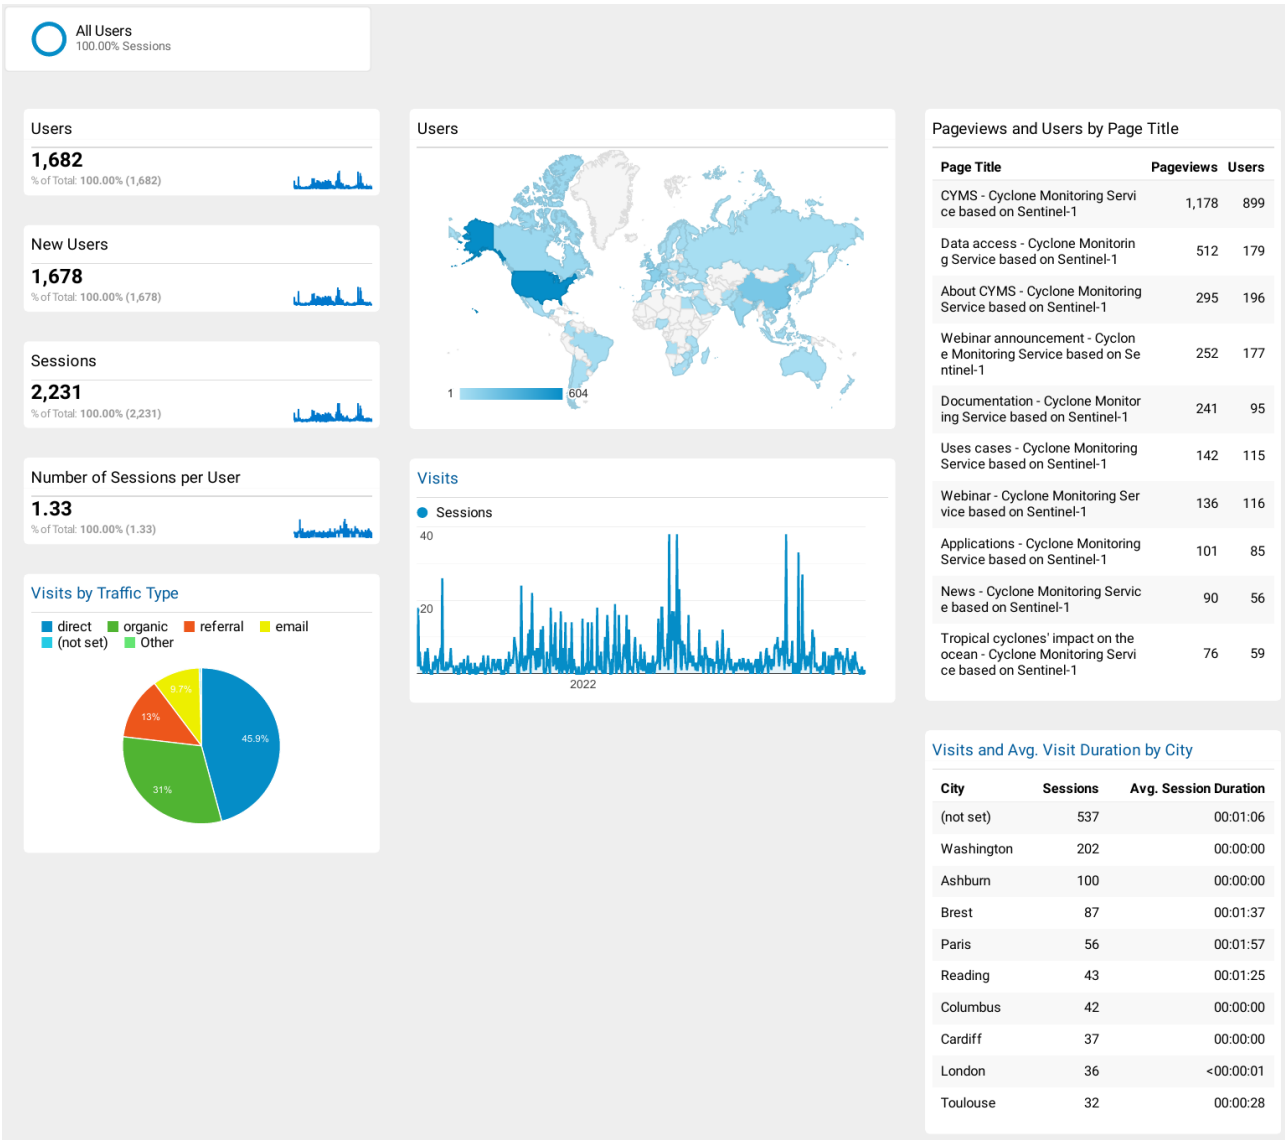 All Users
100.00% Sessions
Users
1,682
% of Total: 100.00% (1,682)
New Users
1,678
% of Total: 100.00% (1,678)
Sessions
2,231
% of Total: 100.00% (2,231)
Number of Sessions per User
1.33
% of Total: 100.00% (1.33)
Visits by Traffic Type
direct organic referral email
(not set) Other
9.7%
13%
45.9%
31%
Users
1 604
Visits
Sessions
40
20
2022
Pageviews and Users by Page Title
Page Title Pageviews Users
CYMS - Cyclone Monitoring Servi
ce based on Sentinel-1 1,178 899
Data access - Cyclone Monitorin
g Service based on Sentinel-1 512 179
About CYMS - Cyclone Monitoring
Service based on Sentinel-1 295 196
Webinar announcement - Cyclon
e Monitoring Service based on Se 252 177
ntinel-1
Documentation - Cyclone Monitor
ing Service based on Sentinel-1 241 95
Uses cases - Cyclone Monitoring
Service based on Sentinel-1 142 115
Webinar - Cyclone Monitoring Ser
vice based on Sentinel-1 136 116
Applications - Cyclone Monitoring
Service based on Sentinel-1 101 85
News - Cyclone Monitoring Servic
e based on Sentinel-1 90 56
Tropical cyclones' impact on the
ocean - Cyclone Monitoring Servi 76 59
ce based on Sentinel-1
Visits and Avg. Visit Duration by City
City Sessions Avg. Session Duration
(not set) 537 00:01:06
Washington 202 00:00:00
Ashburn 100 00:00:00
Brest 87 00:01:37
Paris 56 00:01:57
Reading 43 00:01:25
Columbus 42 00:00:00
Cardiff 37 00:00:00
London 36 <00:00:01
Toulouse 32 00:00:28